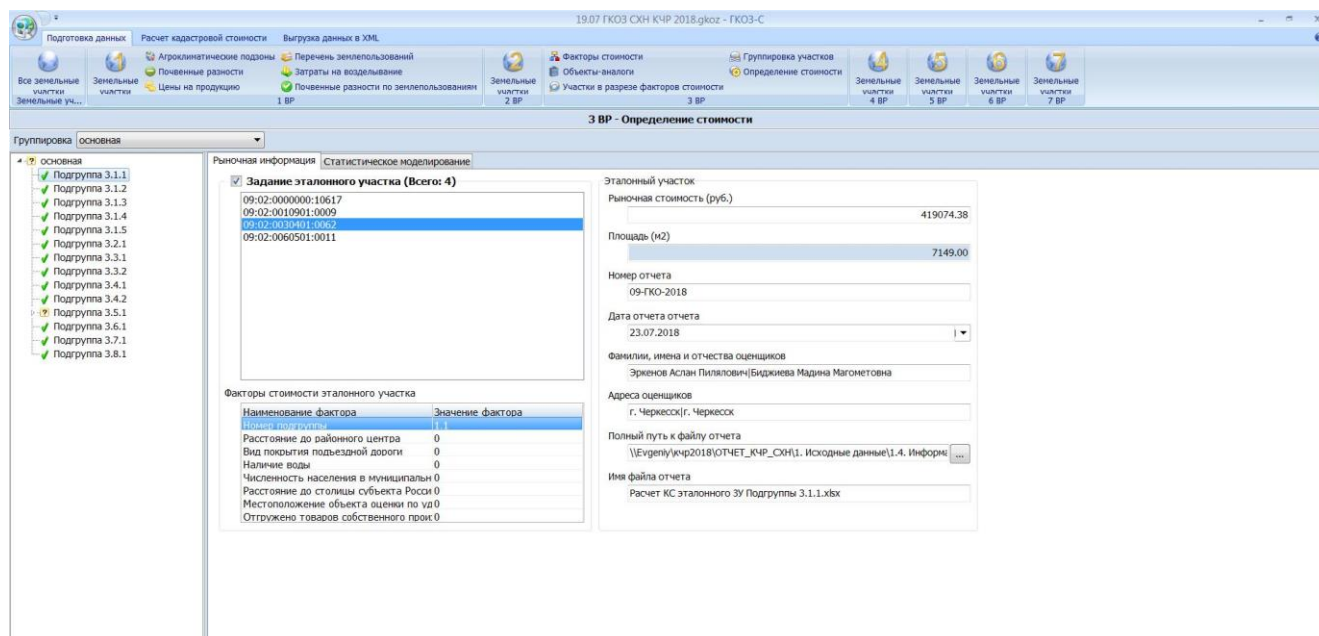 19.07 ГКОЗ СХН КЧР 2018.gkoz - ГКОЗ-С
Подготовка данных Расчет кадастровой стоимости Выгрузка данных в XML
Все земельные участки
Земельные уч...
Земельные участки
Агроклиматические подзоны
Почвенные разности
Цены на продукцию
Перечень землепользований
Затраты на возделывание
Почвенные разности по землепользованиям
1 ВР
Земельные участки
2 ВР
Факторы стоимости
Объекты-аналоги
Участки в разрезе факторов стоимости
Группировка участков
Определение стоимости
3 ВР
Земельные участки
4 ВР
Земельные участки
5 ВР
Земельные участки
6 ВР
Земельные участки
7 ВР
3 ВР - Определение стоимости
Группировка основная
основная
Подгруппа 3.1.1
Подгруппа 3.1.2
Подгруппа 3.1.3
Подгруппа 3.1.4
Подгруппа 3.1.5
Подгруппа 3.2.1
Подгруппа 3.3.1
Подгруппа 3.3.2
Подгруппа 3.4.1
Подгруппа 3.4.2
Подгруппа 3.5.1
Подгруппа 3.6.1
Подгруппа 3.7.1
Подгруппа 3.8.1
Рыночная информация Статистическое моделирование
Задание эталонного участка (Всего: 4)
09:02:0000000:10617
09:02:0010901:0009
09:02:0030401:0062
09:02:0060501:0011
Факторы стоимости эталонного участка
Наименование фактора Значение фактора
Номер подгруппы 1.1
Расстояние до районного центра 0
Вид покрытия подъездной дороги 0
Наличие воды 0
Численность населения в муниципальн 0
Расстояние до столицы субъекта Росси 0
Местоположение объекта оценки по уд 0
Отгружено товаров собственного произ 0
Эталонный участок
Рыночная стоимость (руб.)
419074.38
Площадь (м2)
7149.00
Номер отчета
09-ГКО-2018
Дата отчета отчета
23.07.2018
Фамилии, имена и отчества оценщиков
Эркенов Аслан Пилялович|Биджиева Мадина Магометовна
Адреса оценщиков
г. Черкесск|г. Черкесск
Полный путь к файлу отчета
\\Evgeniy\кчр2018\ОТЧЕТ_КЧР_СХН\1. Исходные данные\1.4. Информа ...
Имя файла отчета
Расчет КС эталонного ЗУ Подгруппы 3.1.1.xlsx